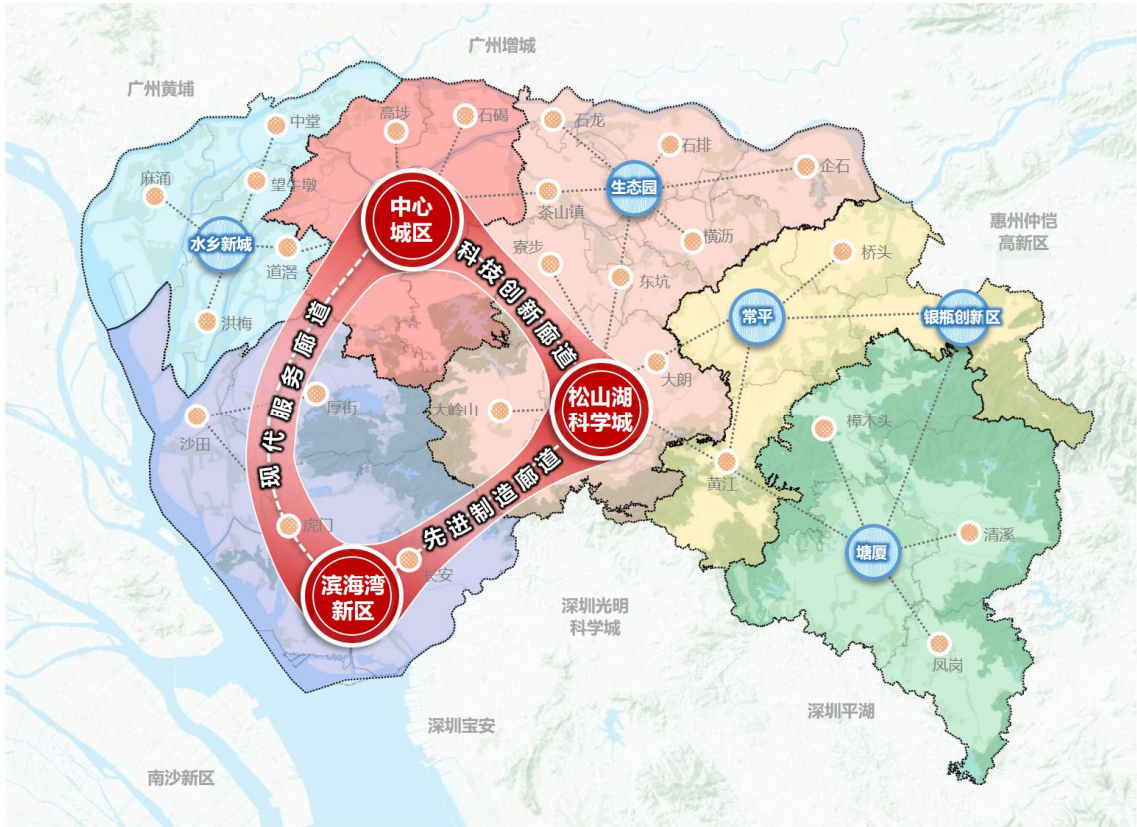 广州增城
广州黄埔
中堂
高埗
石碣
石龙
石排
企石
麻涌
望牛墩
中心
城区
茶山镇
生态园
水乡新城
道滘
寮步
横沥
东坑
桥头
惠州仲恺
高新区
科技创新廊道
洪梅
常平
银瓶创新区
现代服务廊道
厚街
沙田
大岭山
松山湖
科学城
大朗
樟木头
黄江
先进制造廊道
虎门
长安
清溪
塘厦
滨海湾
新区
深圳光明
科学城
凤岗
深圳宝安
深圳平湖
南沙新区